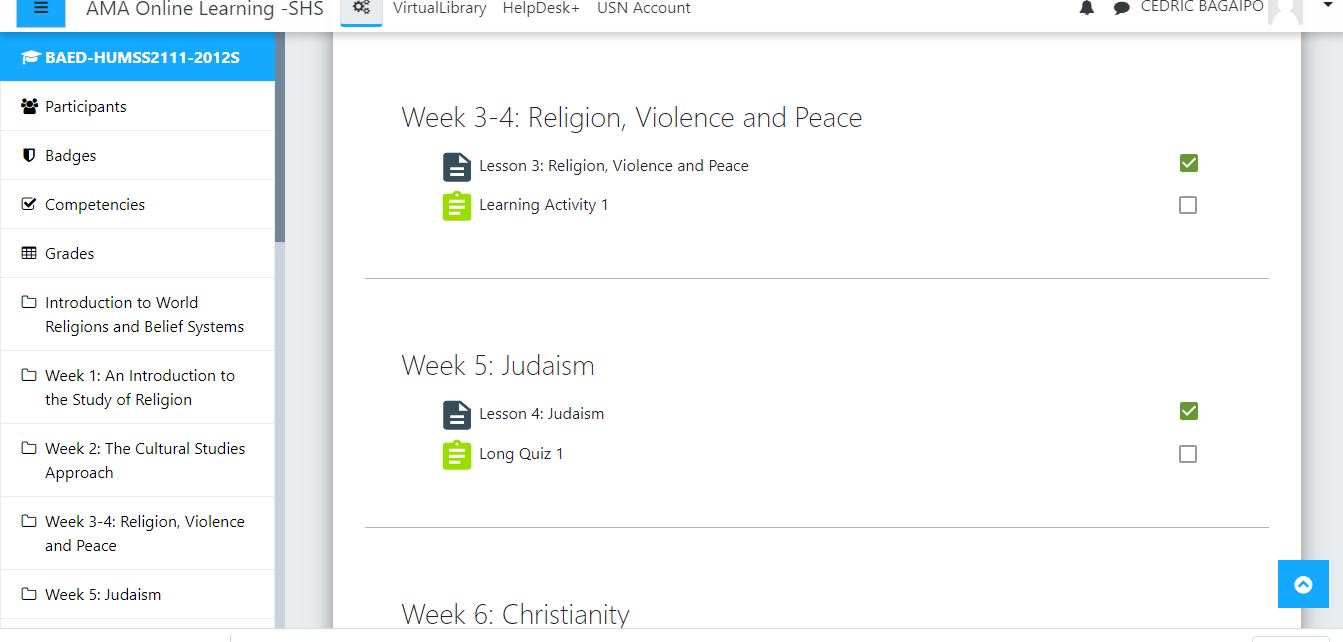 AMA Online Learning -SHS
VirtualLibrary
HelpDesk+
USN Account
CEDRIC BAGAIPO
BAED-HUMSS2111-2012S
Participants
Badges
Competencies
Grades
Introduction to World
Religions and Belief Systems
Week 1: An Introduction to
the Study of Religion
Week 2: The Cultural Studies
Approach
Week 3-4: Religion, Violence
and Peace
Week 5: Judaism
Week 3-4: Religion, Violence and Peace
Lesson 3: Religion, Violence and Peace
Learning Activity 1
Week 5: Judaism
Lesson 4: Judaism
Long Quiz 1
Week 6: Christianity